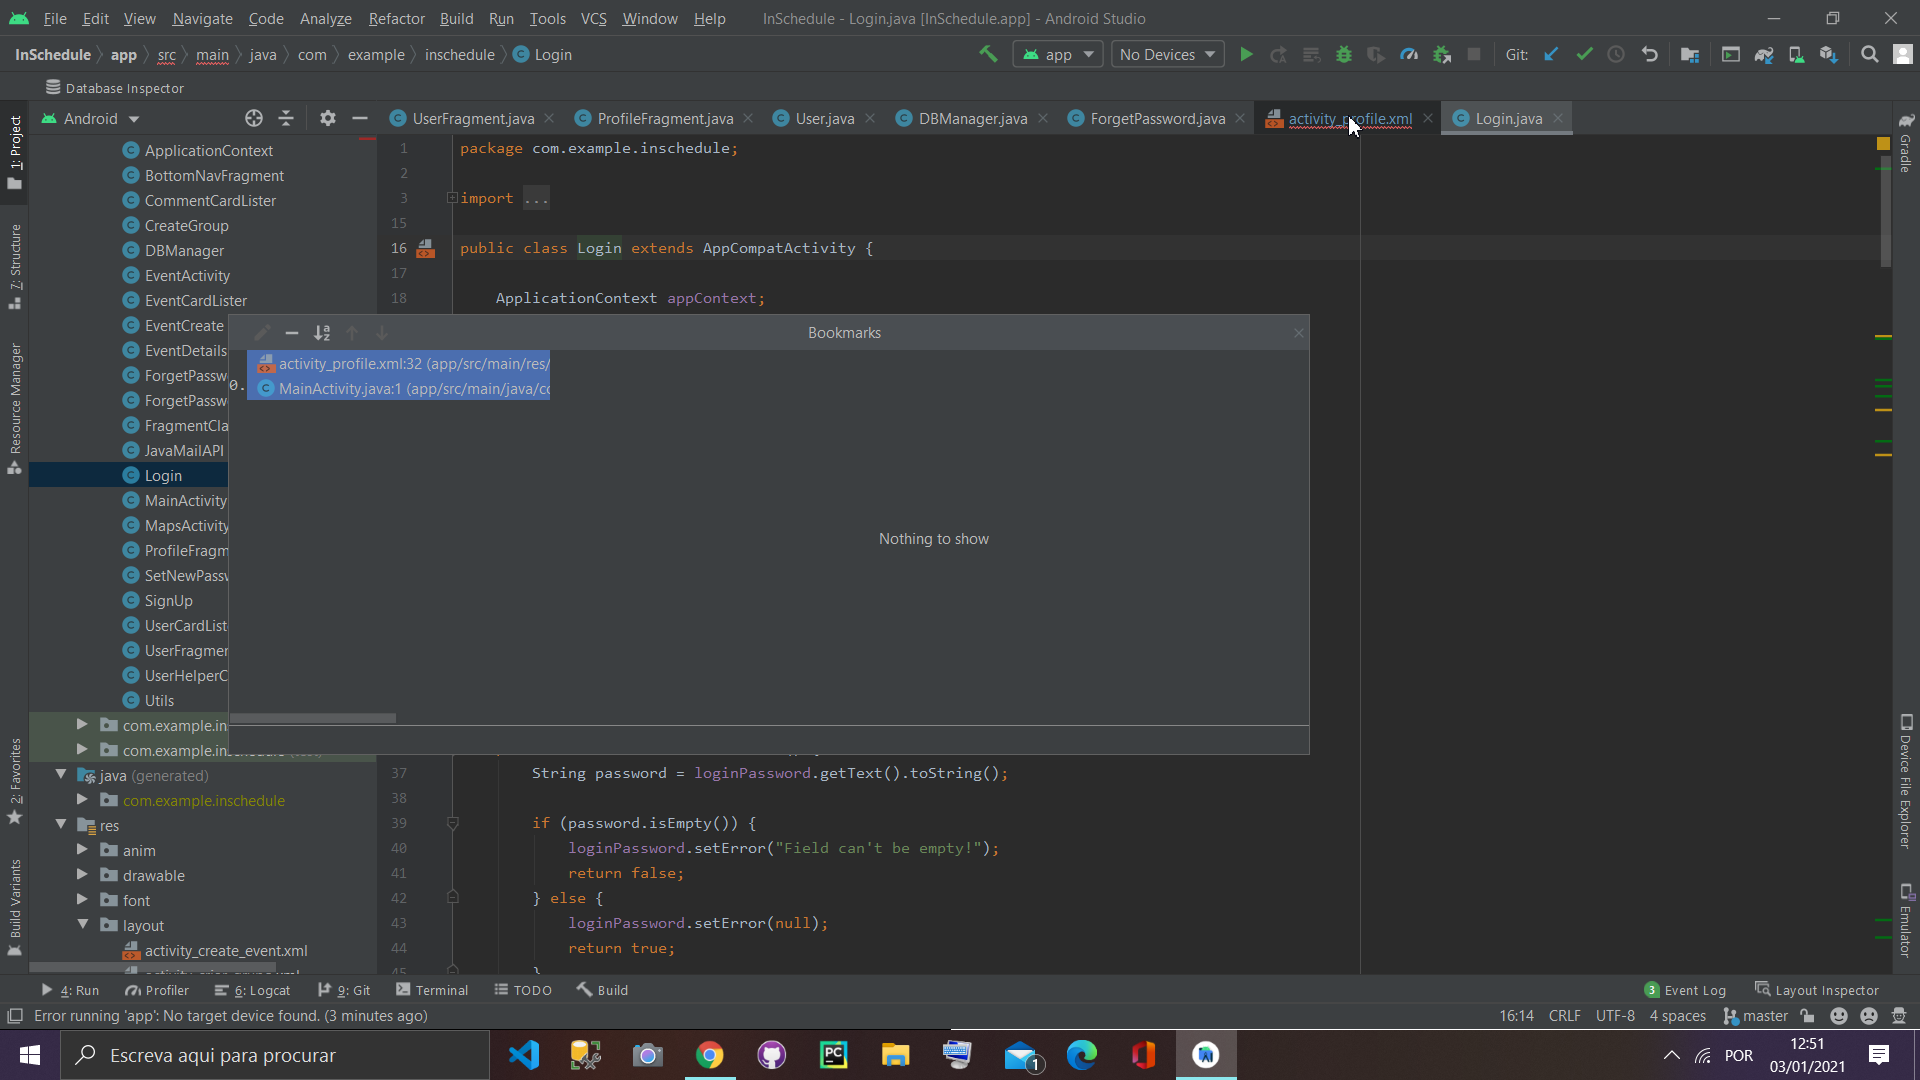 File Edit View Navigate Code Analyze Refactor Build Run Tools VCS Window Help InSchedule - Login.java [InSchedule.app] - Android Studio
InSchedule app src main java com example inschedule Login app No Devices Git:
Database Inspector
Android UserFragment.java ProfileFragment.java User.java DBManager.java ForgetPassword.java activity_profile.xml Login.java
1: Project
7: Structure
Resource Manager
2: Favorites
Build Variants
ApplicationContext
BottomNavFragment
CommentCardLister
CreateGroup
DBManager
EventActivity
EventCardLister
EventCreate
EventDetails
ForgetPassw
ForgetPassw
FragmentCla
JavaMailAPI
Login
MainActivity
MapsActivity
ProfileFragm
SetNewPassw
SignUp
UserCardList
UserFragmen
UserHelperC
Utils
com.example.in
com.example.inschedule
java (generated)
com.example.inschedule
res
anim
drawable
font
layout
activity_create_event.xml
1 package com.example.inschedule;
2
3 import ...
15
16 public class Login extends AppCompatActivity {
17
18 ApplicationContext appContext;
Bookmarks
activity_profile.xml:32 (app/src/main/res/
0. MainActivity.java:1 (app/src/main/java/co
Nothing to show
37 String password = loginPassword.getText().toString();
38
39 if (password.isEmpty()) {
40 loginPassword.setError("Field can't be empty!");
41 return false;
42 } else {
43 loginPassword.setError(null);
44 return true;
45 }
Gradle
Device File Explorer
Emulator
4: Run Profiler 6: Logcat 9: Git Terminal TODO Build 3 Event Log Layout Inspector
Error running 'app': No target device found. (3 minutes ago) 16:14 CRLF UTF-8 4 spaces master
Escreva aqui para procurar PC 1 POR 12:51
03/01/2021